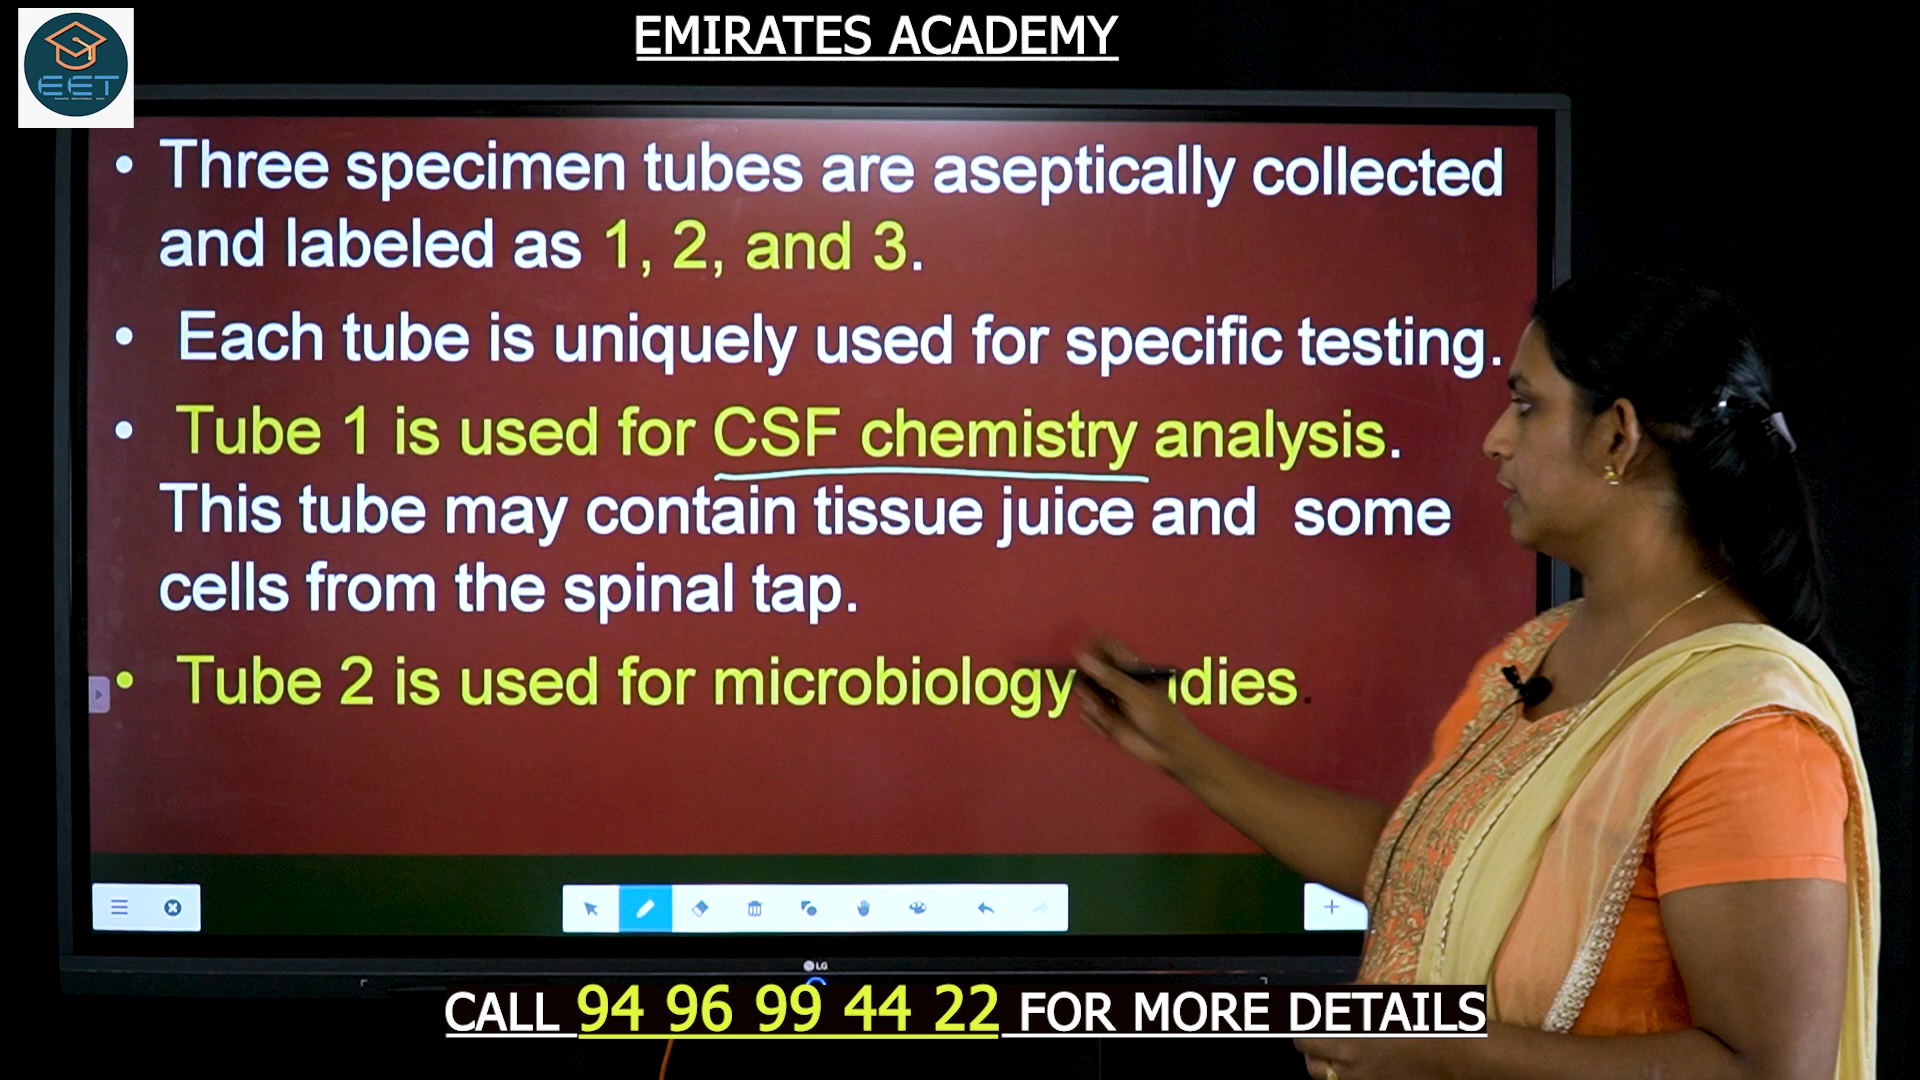 EMIRATES ACADEMY
EET
• Three specimen tubes are aseptically collected
and labeled as 1, 2, and 3.
• Each tube is uniquely used for specific testing.
• Tube 1 is used for CSF chemistry analysis.
This tube may contain tissue juice and some
cells from the spinal tap.
• Tube 2 is used for microbiology
LG
CALL 94 96 99 44 22 FOR MORE DETAILS